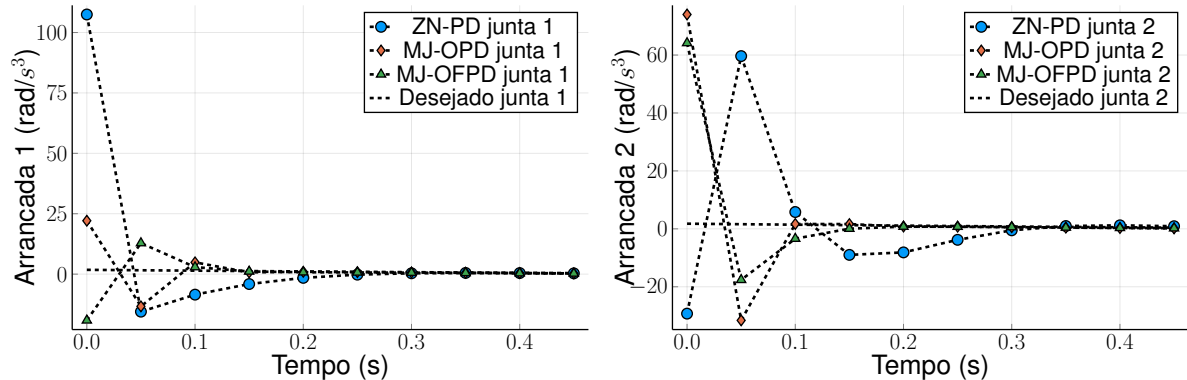 Arrancada 1 (rad/s³)
100
75
50
25
0
ZN-PD junta 1
MJ-OPD junta 1
MJ-OFPD junta 1
Desejado junta 1
0.0 0.1 0.2 0.3 0.4
Tempo (s)
Arrancada 2 (rad/s³)
60
40
20
0
−20
ZN-PD junta 2
MJ-OPD junta 2
MJ-OFPD junta 2
Desejado junta 2
0.0 0.1 0.2 0.3 0.4
Tempo (s)